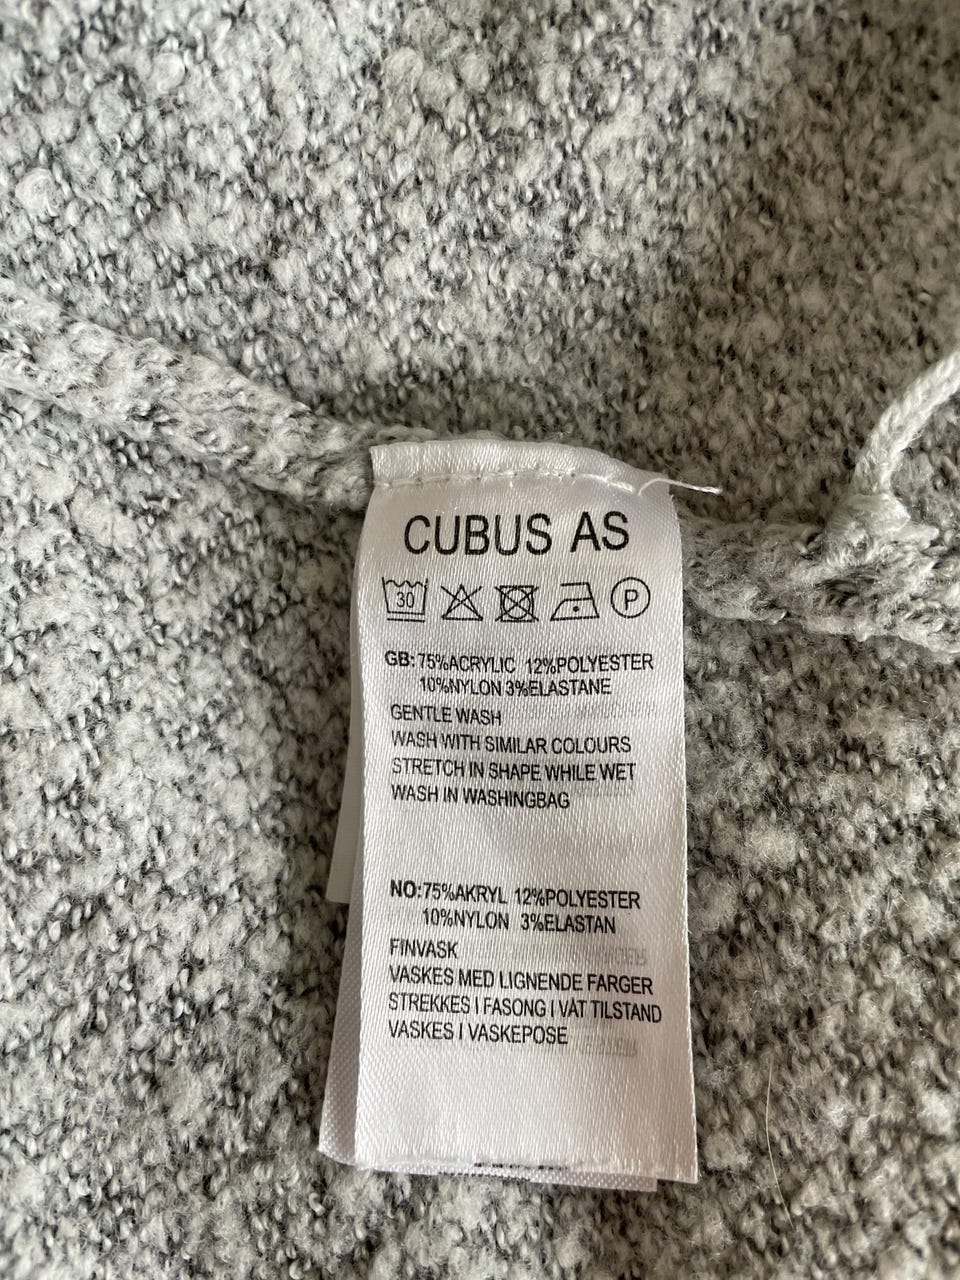 CUBUS AS
30 P
GB: 75%ACRYLIC 12%POLYESTER
10%NYLON 3%ELASTANE
GENTLE WASH
WASH WITH SIMILAR COLOURS
STRETCH IN SHAPE WHILE WET
WASH IN WASHINGBAG
NO:75%AKRYL 12%POLYESTER
10%NYLON 3%ELASTAN
FINVASK
VASKES MED LIGNENDE FARGER
STREKKES I FASONG I VÅT TILSTAND
VASKES I VASKEPOSE